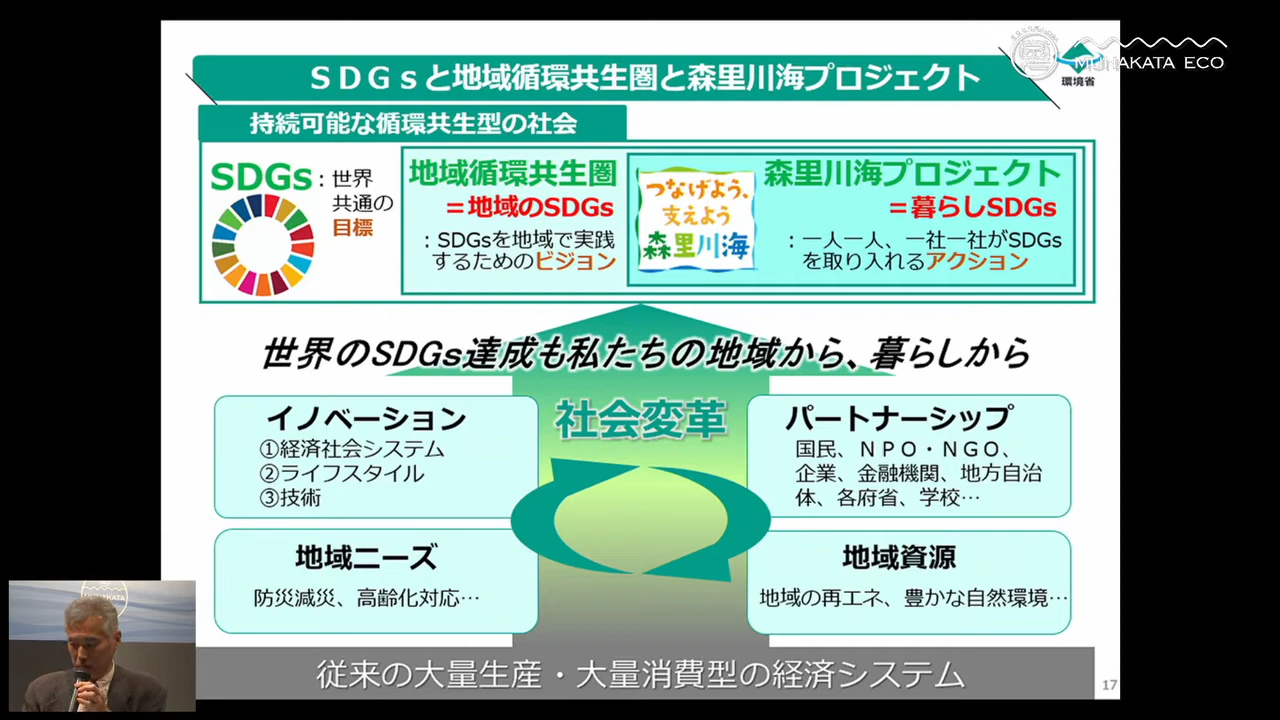 SDGsと地域循環共生圏と森里川海プロジェクト
MUNAKATA ECO
環境省
持続可能な循環共生型の社会
SDGs：世界
共通の
目標
地域循環共生圏
＝地域のSDGs
：SDGsを地域で実践
するためのビジョン
つなげよう、
支えよう
森里川海
森里川海プロジェクト
＝暮らしSDGs
：一人一人、一社一社がSDGs
を取り入れるアクション
世界のSDGs達成も私たちの地域から、暮らしから
社会変革
イノベーション
①経済社会システム
②ライフスタイル
③技術
パートナーシップ
国民、ＮＰＯ・ＮＧＯ、
企業、金融機関、地方自治
体、各府省、学校…
地域ニーズ
防災減災、高齢化対応…
地域資源
地域の再エネ、豊かな自然環境…
従来の大量生産・大量消費型の経済システム
17
MUNAKATA